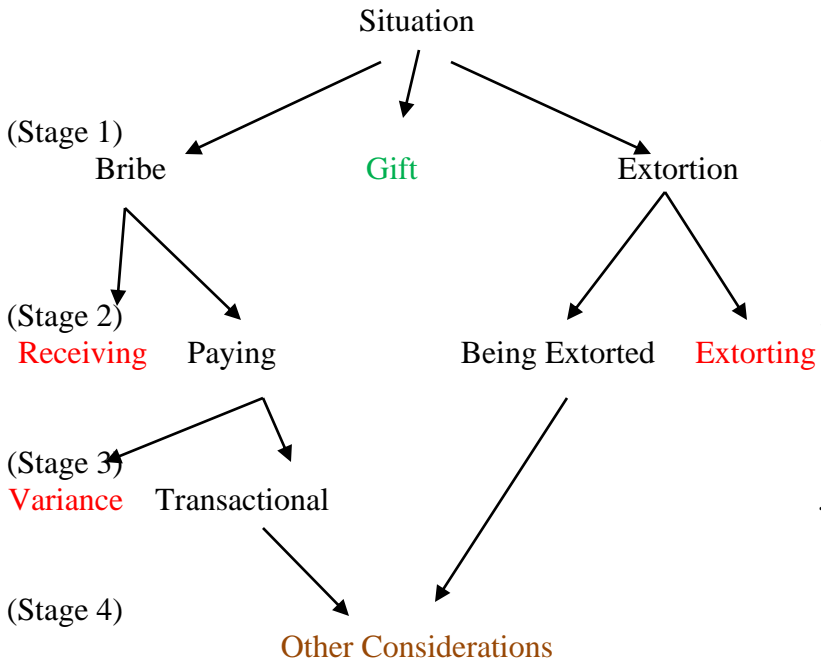 Situation
(Stage 1)
Bribe Gift Extortion
(Stage 2)
Receiving Paying Being Extorted Extorting
(Stage 3)
Variance Transactional
(Stage 4)
Other Considerations